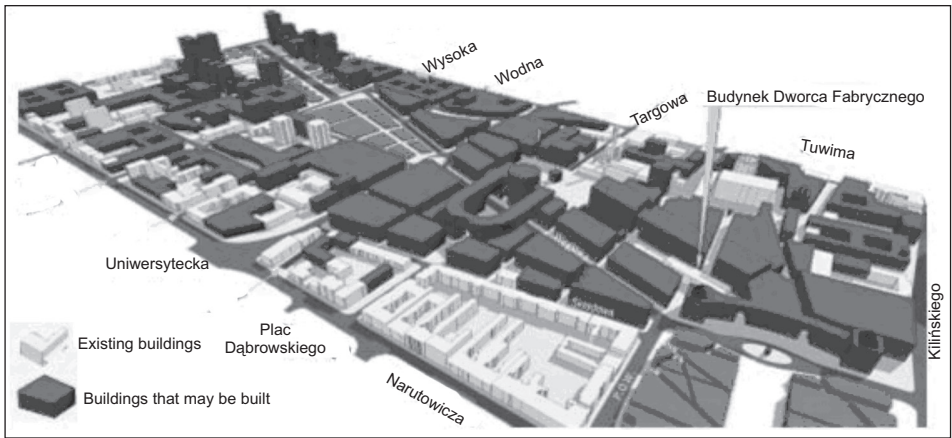 Wysoka
Wodna
Targowa
Budynek Dworca Fabrycznego
Tuwima
Uniwersytecka
Kilińskiego
Plac
Dąbrowskiego
Existing buildings
Narutowicza
Buildings that may be built